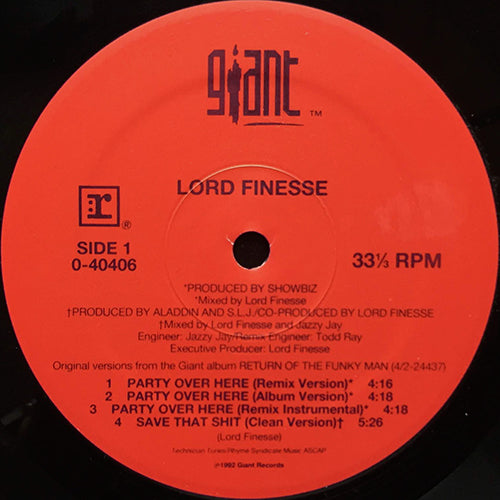 giant ™
LORD FINESSE
r ®
SIDE 1
0-40406
33⅓ RPM
*PRODUCED BY SHOWBIZ
*Mixed by Lord Finesse
†PRODUCED BY ALADDIN AND S.L.J./CO-PRODUCED BY LORD FINESSE
†Mixed by Lord Finesse and Jazzy Jay
Engineer: Jazzy Jay/Remix Engineer: Todd Ray
Executive Producer: Lord Finesse
Original versions from the Giant album RETURN OF THE FUNKY MAN (4/2-24437)
1 PARTY OVER HERE (Remix Version)* 4:16
2 PARTY OVER HERE (Album Version)* 4:18
3 PARTY OVER HERE (Remix Instrumental)* 4:18
4 SAVE THAT SHIT (Clean Version)† 5:26
(Lord Finesse)
Technician Tunes/Rhyme Syndicate Music ASCAP
℗1992 Giant Records